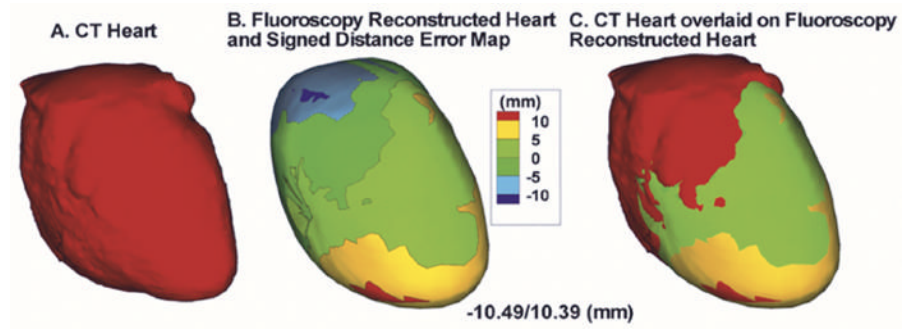 A. CT Heart
B. Fluoroscopy Reconstructed Heart
and Signed Distance Error Map
C. CT Heart overlaid on Fluoroscopy
Reconstructed Heart
(mm)
10
5
0
-5
-10
-10.49/10.39 (mm)